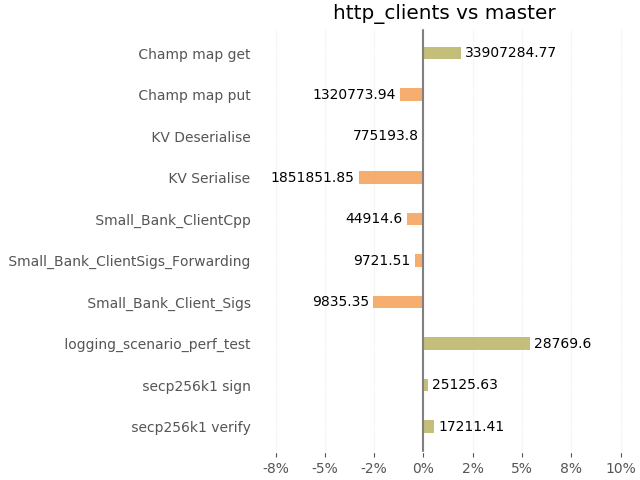 http_clients vs master
Champ map get 33907284.77
Champ map put 1320773.94
KV Deserialise 775193.8
KV Serialise 1851851.85
Small_Bank_ClientCpp 44914.6
Small_Bank_ClientSigs_Forwarding 9721.51
Small_Bank_Client_Sigs 9835.35
logging_scenario_perf_test 28769.6
secp256k1 sign 25125.63
secp256k1 verify 17211.41
-8% -5% -2% 0% 2% 5% 8% 10%